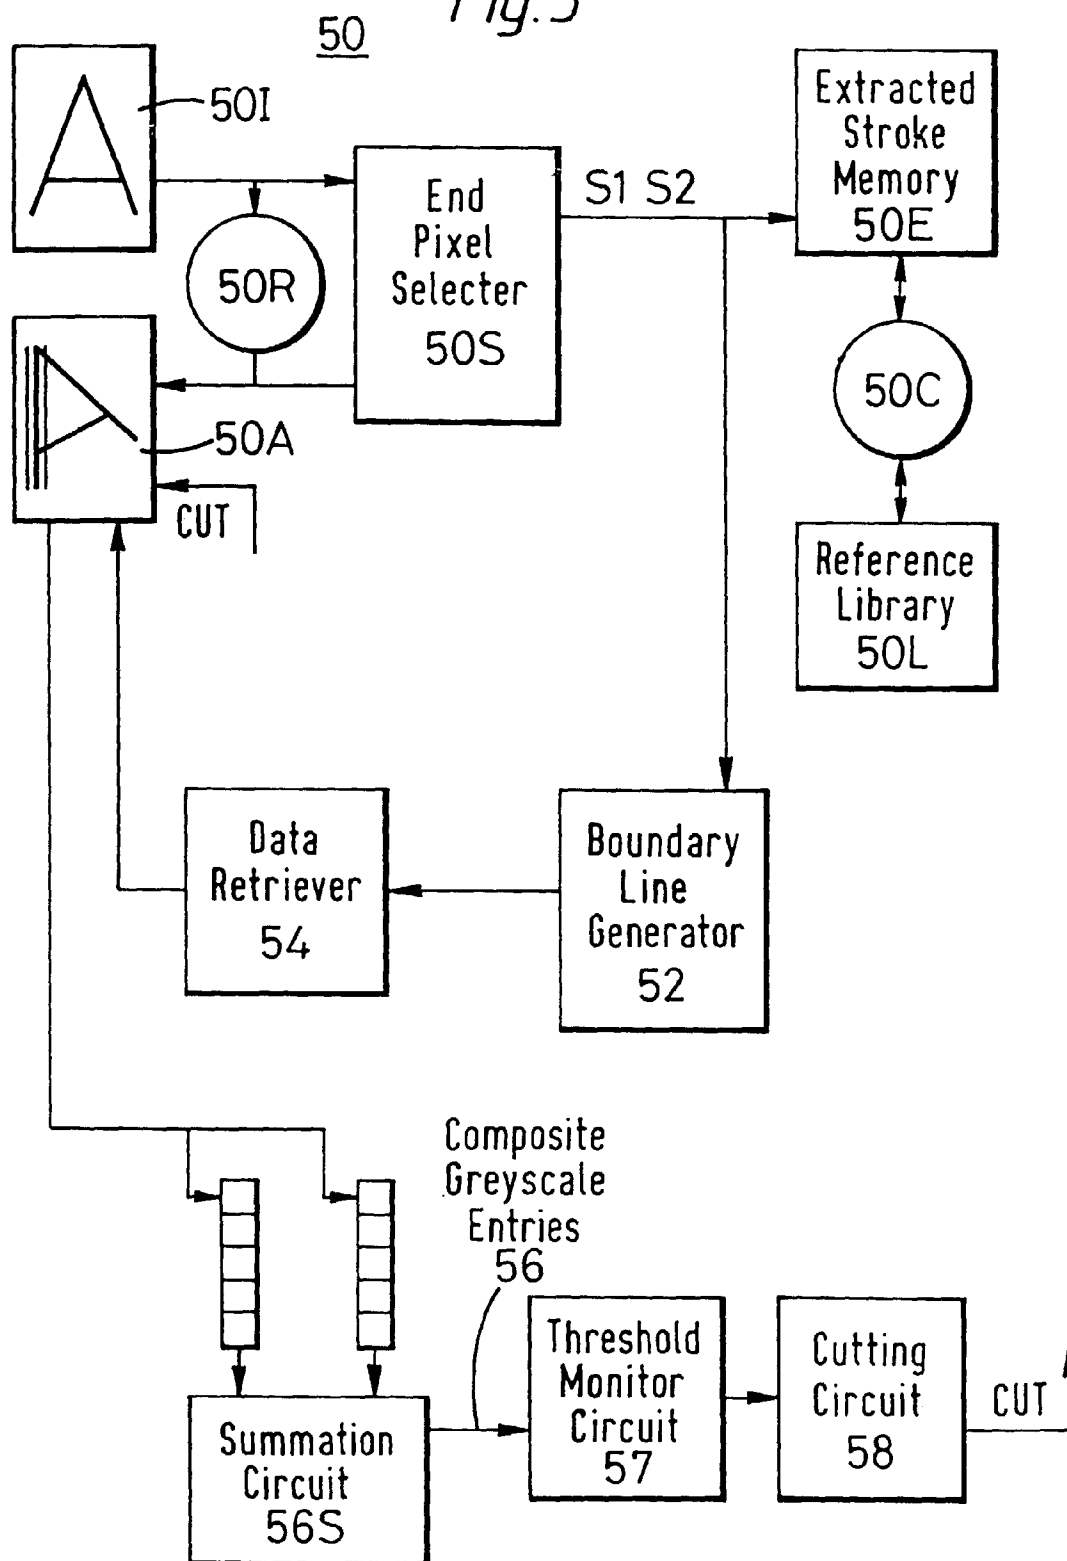 Fig. 5
50
50I
50R
End
Pixel
Selecter
50S
S1 S2
Extracted
Stroke
Memory
50E
50C
50A
CUT
Reference
Library
50L
Data
Retriever
54
Boundary
Line
Generator
52
Composite
Greyscale
Entries
56
Threshold
Monitor
Circuit
57
Cutting
Circuit
58
CUT
Summation
Circuit
56S